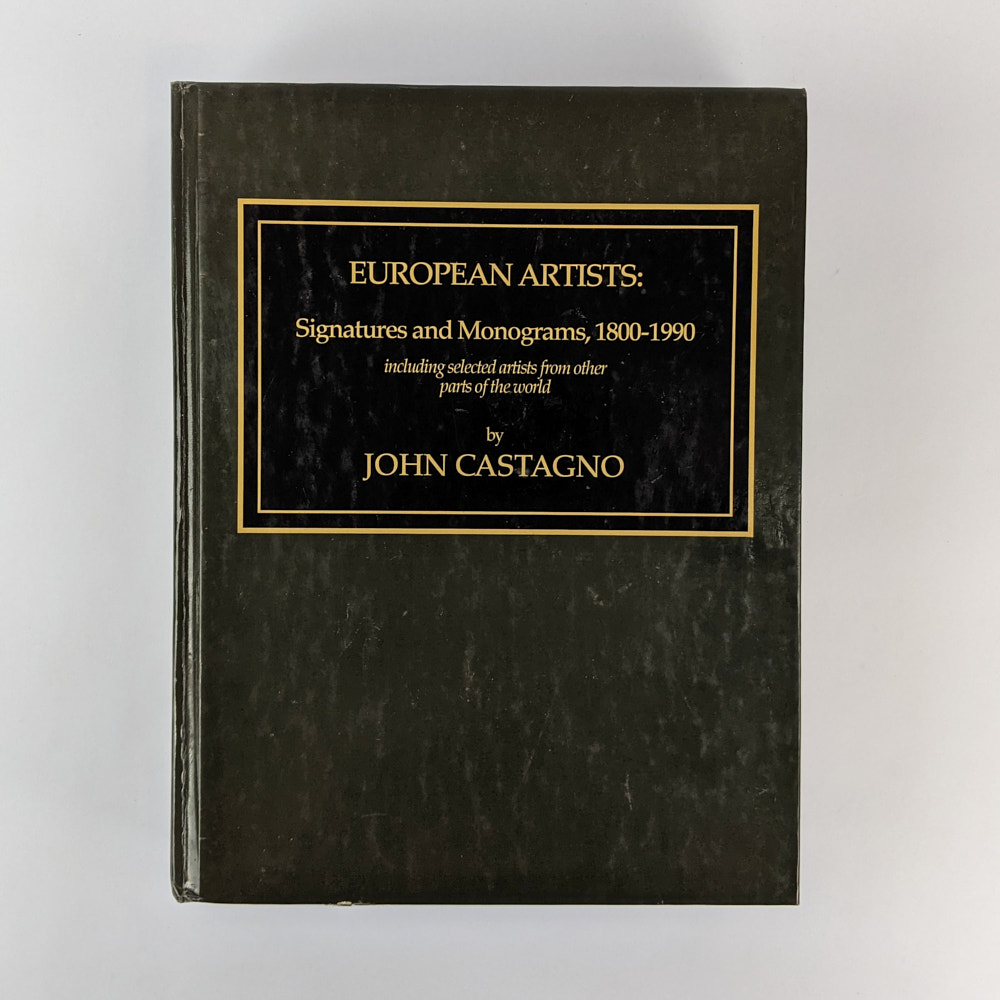 EUROPEAN ARTISTS:
Signatures and Monograms, 1800-1990
including selected artists from other
parts of the world
by
JOHN CASTAGNO